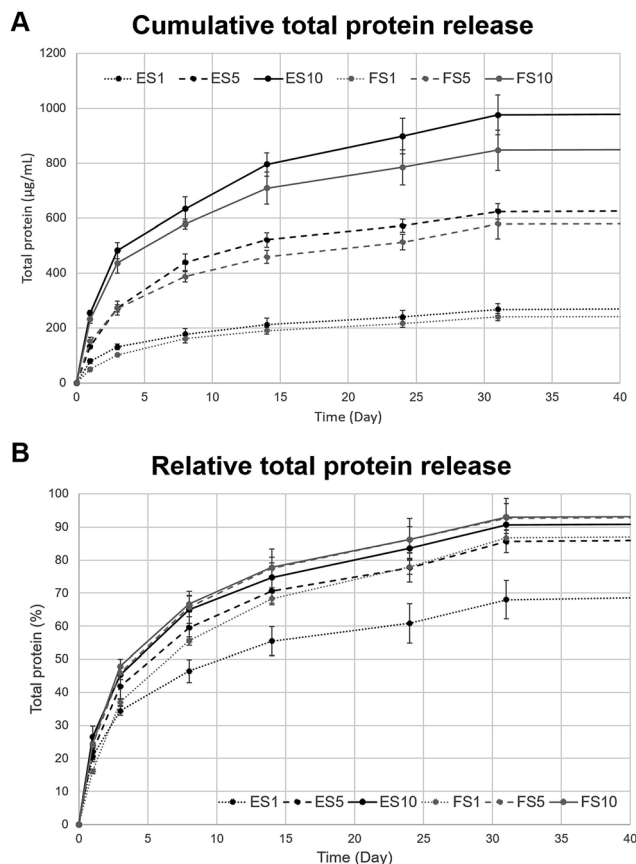 A
Cumulative total protein release
1200
ES1 ES5 ES10 FS1 FS5 FS10
1000
800
600
400
200
0
Total protein (µg/mL)
0 5 10 15 20 25 30 35 40
Time (Day)
B
Relative total protein release
100
90
80
70
60
50
40
30
20
10
0
Total protein (%)
ES1 ES5 ES10 FS1 FS5 FS10
0 5 10 15 20 25 30 35 40
Time (Day)